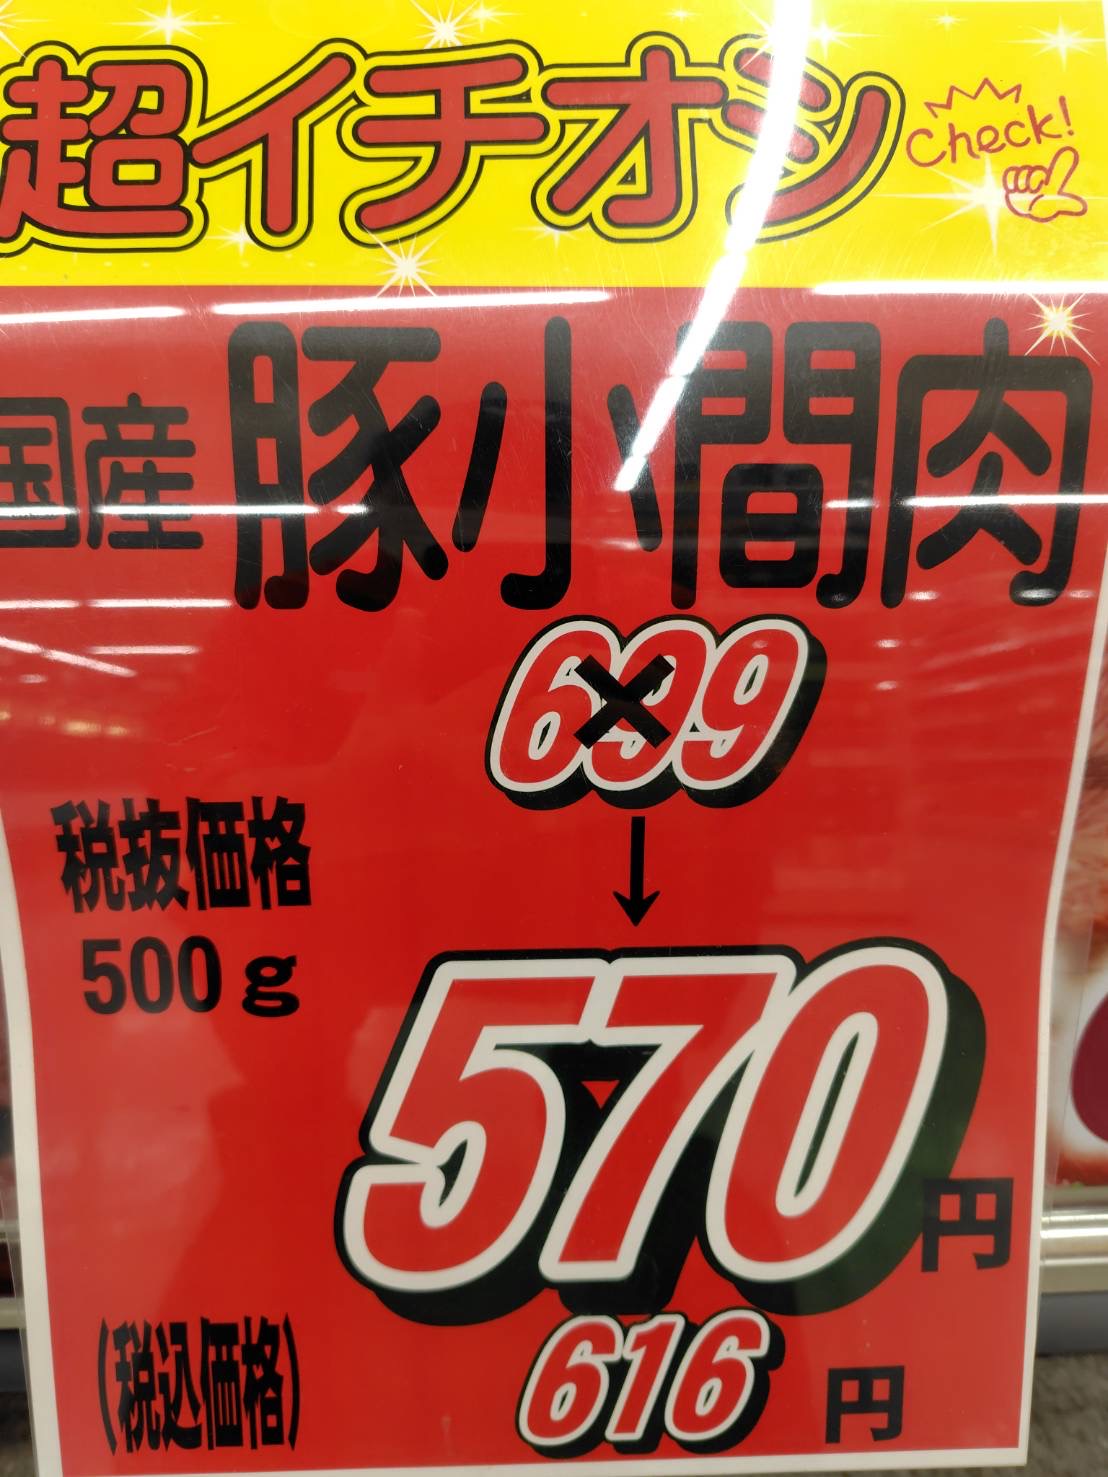 超イチオシ
Check!
国産 豚小間肉
699
↓
税抜価格
500g
570円
(税込価格) 616円